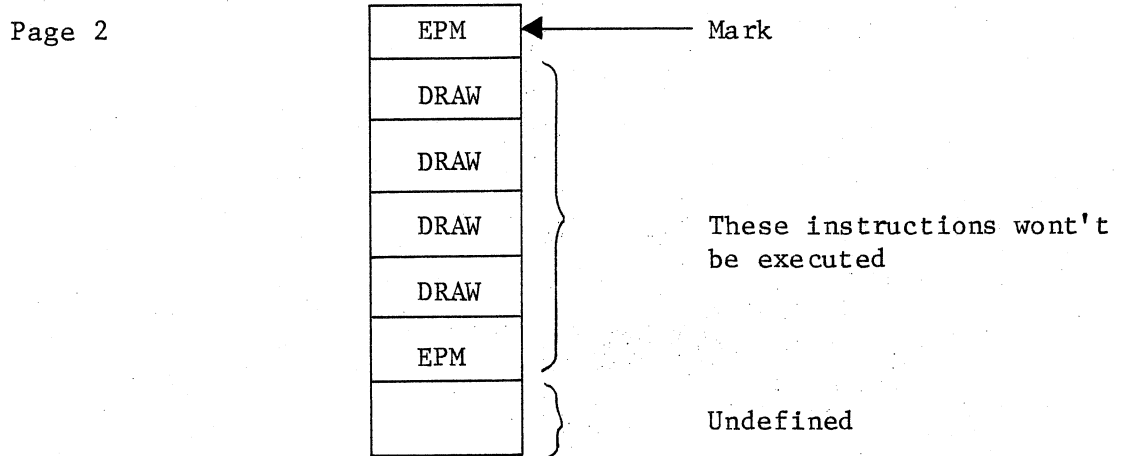 Page 2
EPM
Mark
DRAW
DRAW
DRAW
These instructions wont't
be executed
DRAW
EPM
Undefined